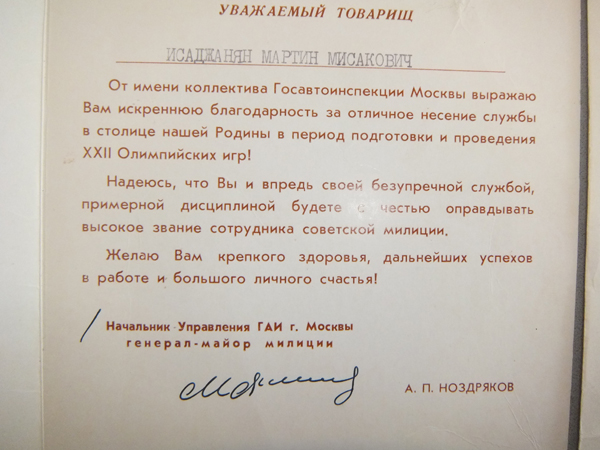 УВАЖАЕМЫЙ ТОВАРИЩ
ИСАДЖАНЯН МАРТИН МИСАКОВИЧ
От имени коллектива Госавтоинспекции Москвы выражаю
Вам искреннюю благодарность за отличное несение службы
в столице нашей Родины в период подготовки и проведения
XXII Олимпийских игр!
Надеюсь, что Вы и впредь своей безупречной службой,
примерной дисциплиной будете с честью оправдывать
высокое звание сотрудника советской милиции.
Желаю Вам крепкого здоровья, дальнейших успехов
в работе и большого личного счастья!
Начальник Управления ГАИ г. Москвы
генерал-майор милиции
А. П. НОЗДРЯКОВ